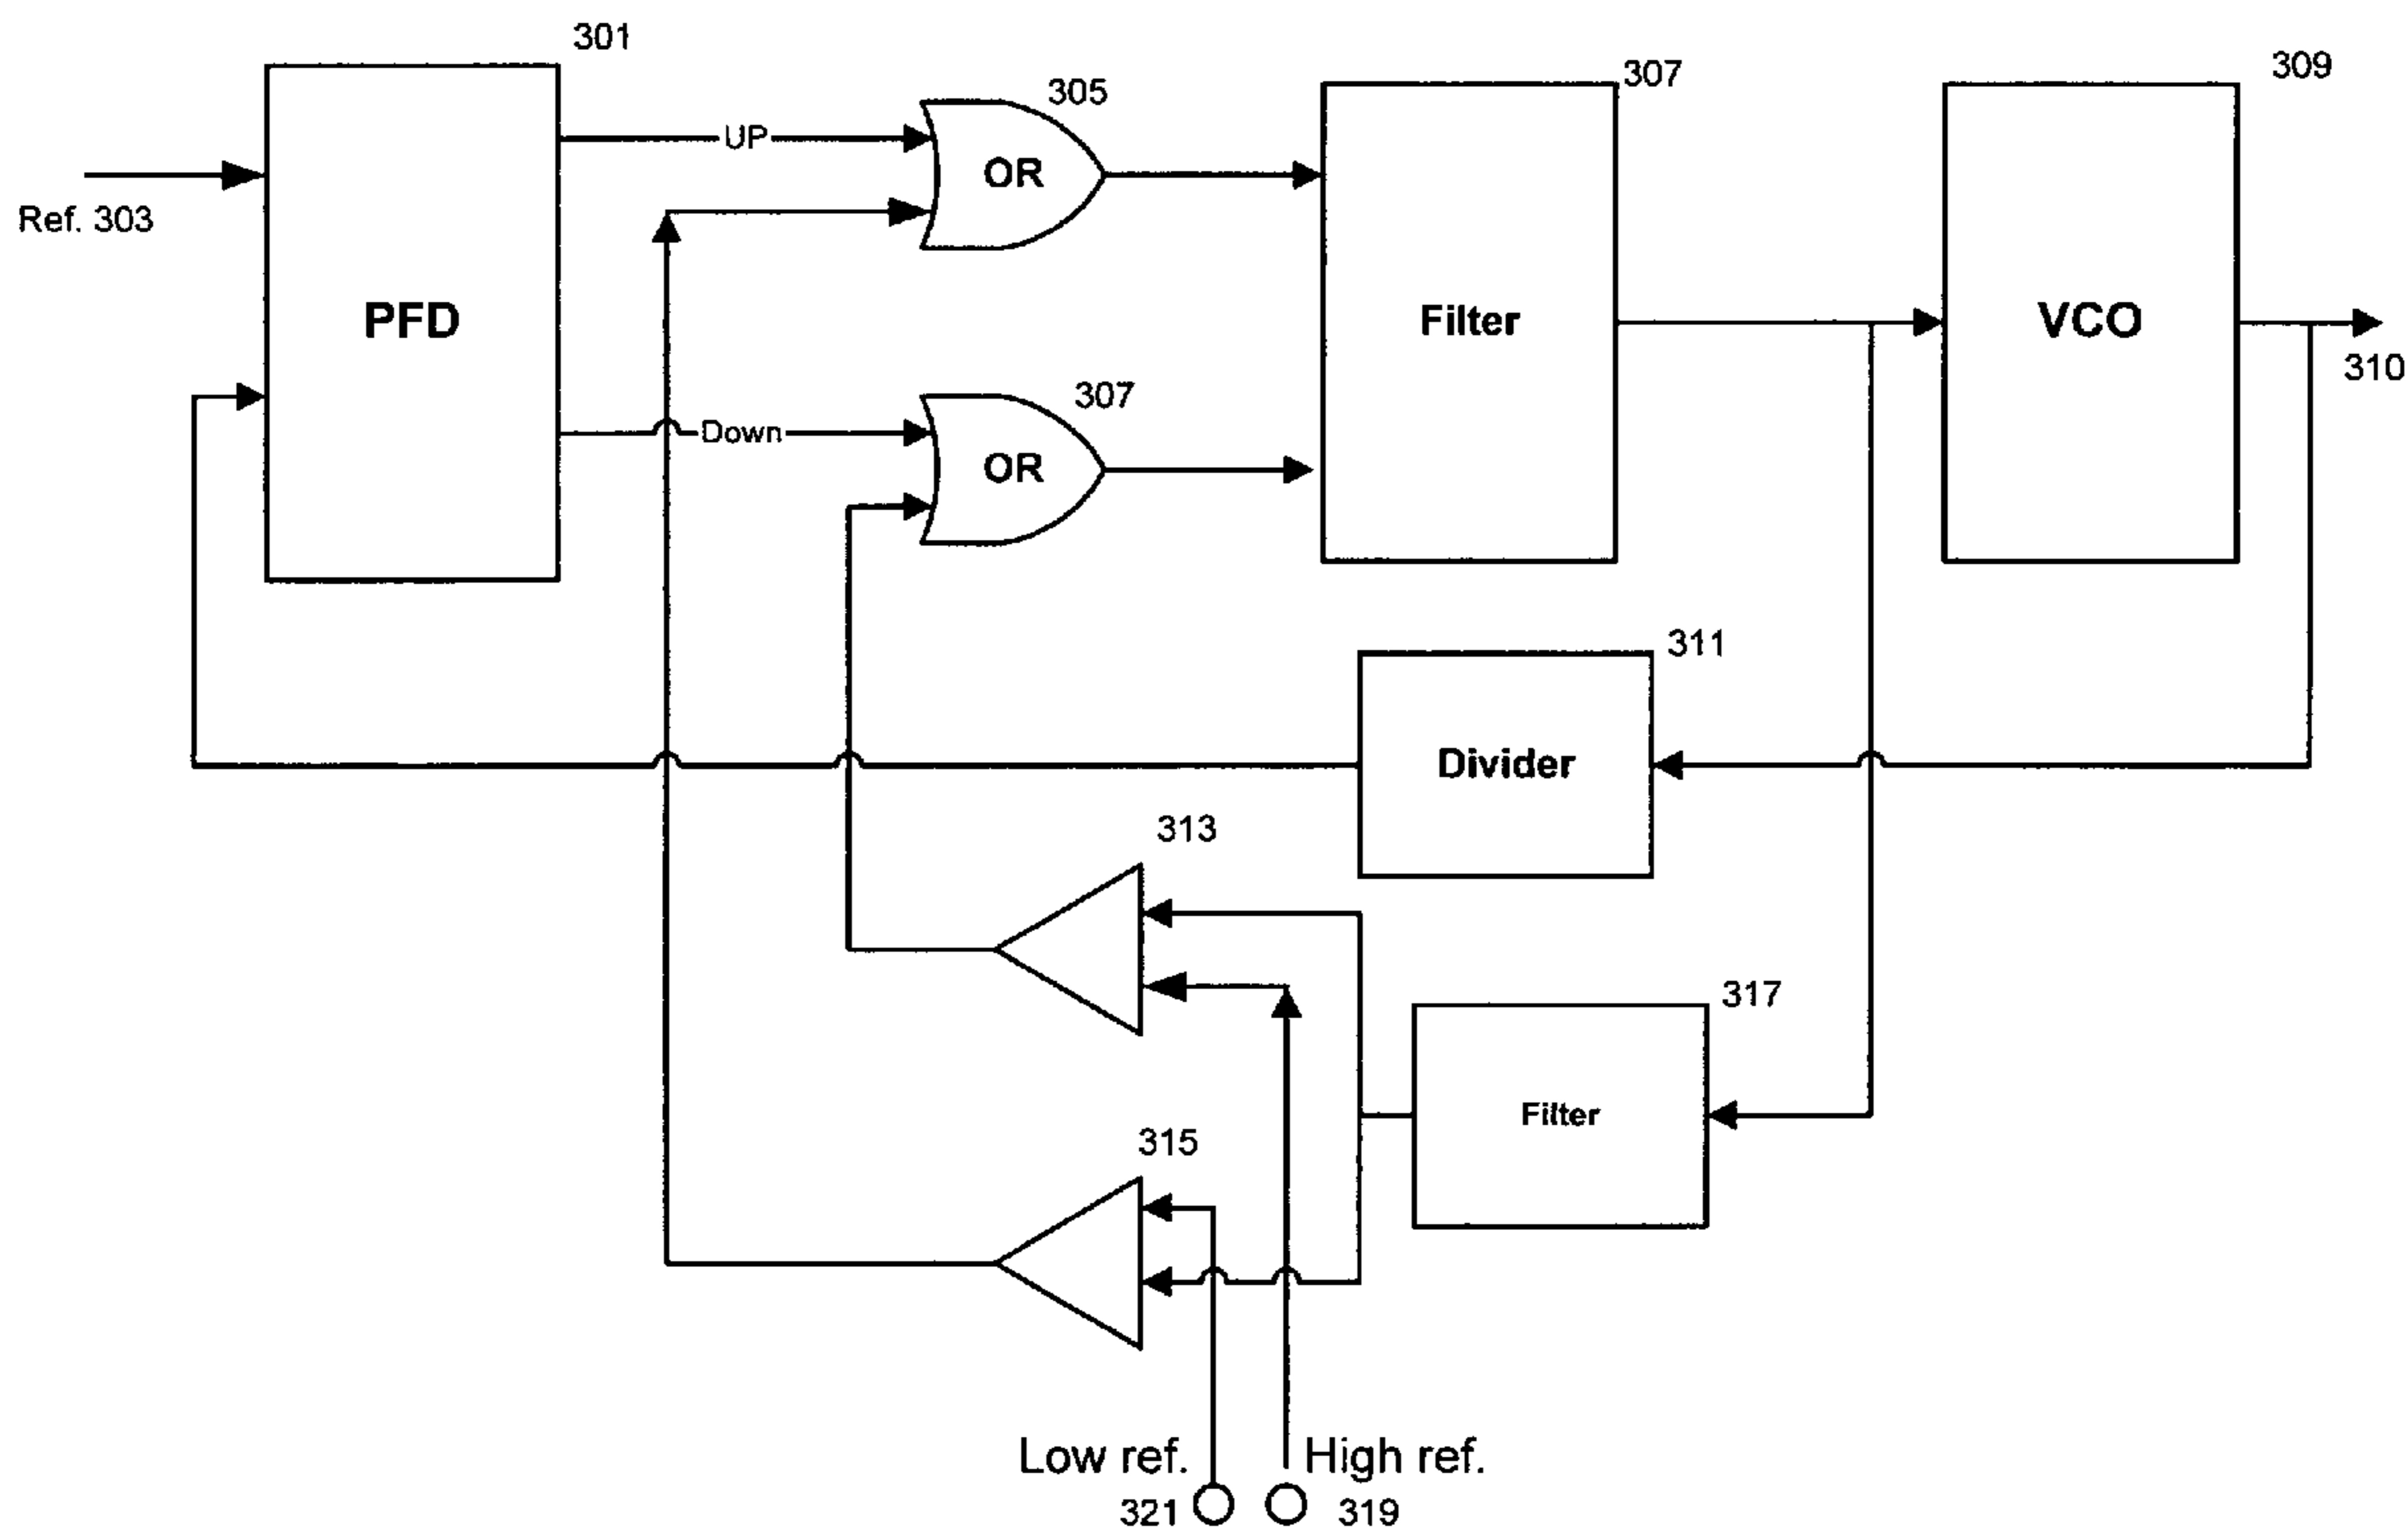 301
305
307
309
UP
OR
Ref. 303
PFD
Filter
VCO
310
307
Down
OR
311
Divider
313
317
Filter
315
Low ref.
High ref.
321
319